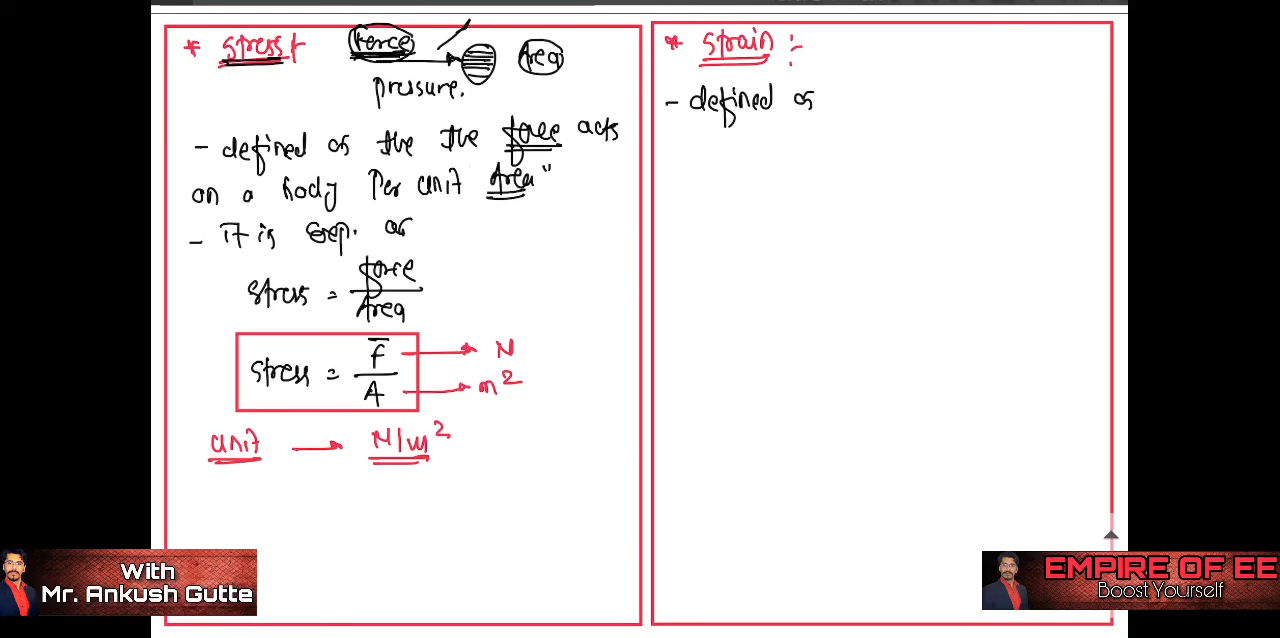 * stress :-
Force
Area
pressure.
- defined as the the force acts
on a body per unit Area"
- it is exp. as
stress = force / Area
stress = F / A
→ N
→ m²
unit → N/m²
* strain :-
- defined as
With
Mr. Ankush Gutte
EMPIRE OF EE
Boost Yourself